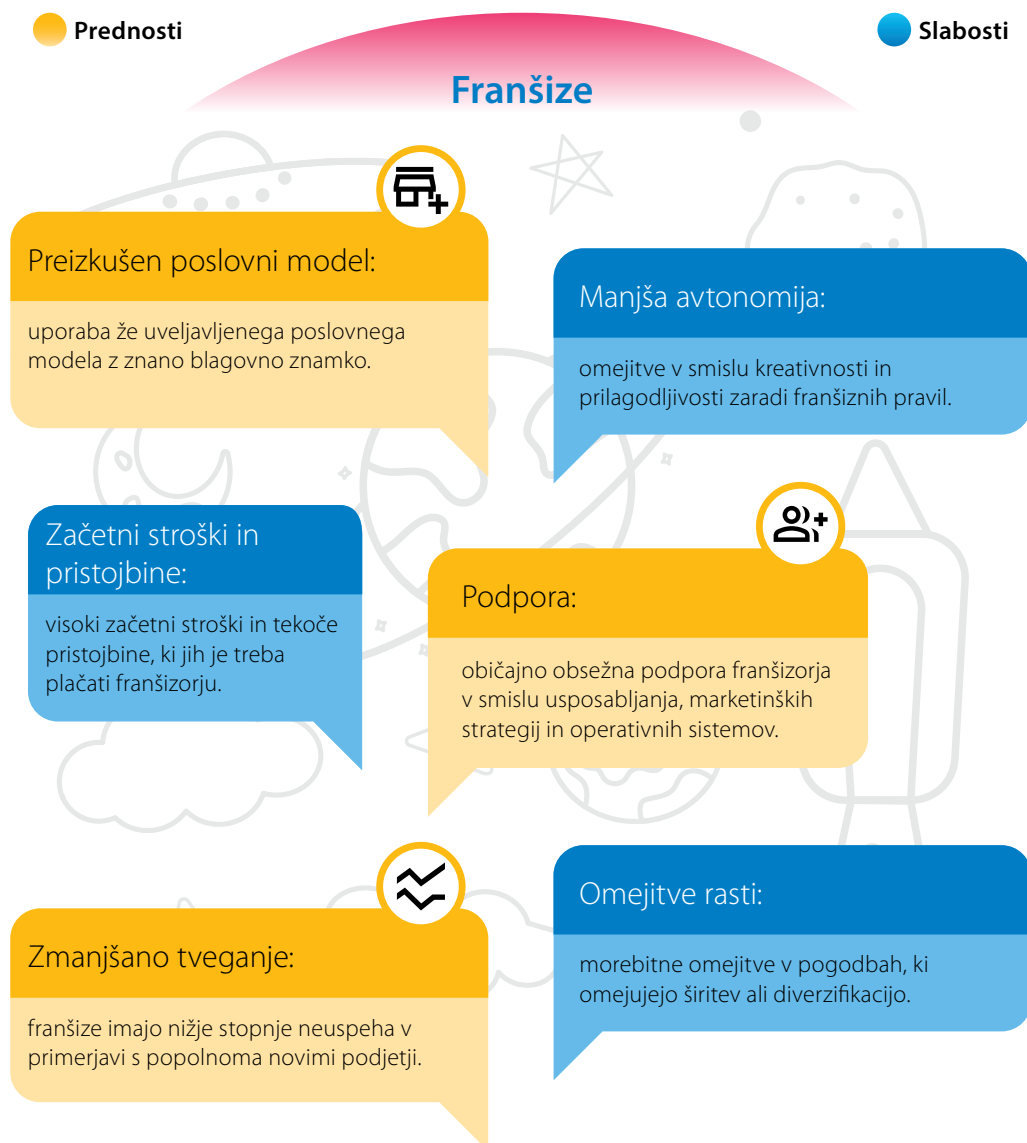 Prednosti
Slabosti
Franšize
Preizkušen poslovni model:
uporaba že uveljavljenega poslovnega
modela z znano blagovno znamko.
Manjša avtonomija:
omejitve v smislu kreativnosti in
prilagodljivosti zaradi franšiznih pravil.
Začetni stroški in
pristojbine:
visoki začetni stroški in tekoče
pristojbine, ki jih je treba
plačati franšizorju.
Podpora:
običajno obsežna podpora franšizorja
v smislu usposabljanja, marketinških
strategij in operativnih sistemov.
Zmanjšano tveganje:
franšize imajo nižje stopnje neuspeha v
primerjavi s popolnoma novimi podjetji.
Omejitve rasti:
morebitne omejitve v pogodbah, ki
omejujejo širitev ali diverzifikacijo.